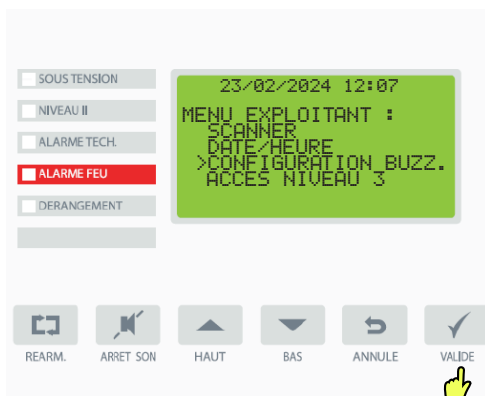 SOUS TENSION
NIVEAU II
ALARME TECH.
ALARME FEU
DERANGEMENT
23/02/2024 12:07
MENU EXPLOITANT :
SCANNER
DATE/HEURE
>CONFIGURATION BUZZ.
ACCES NIVEAU 3
REARM.
ARRET SON
HAUT
BAS
ANNULE
VALIDE